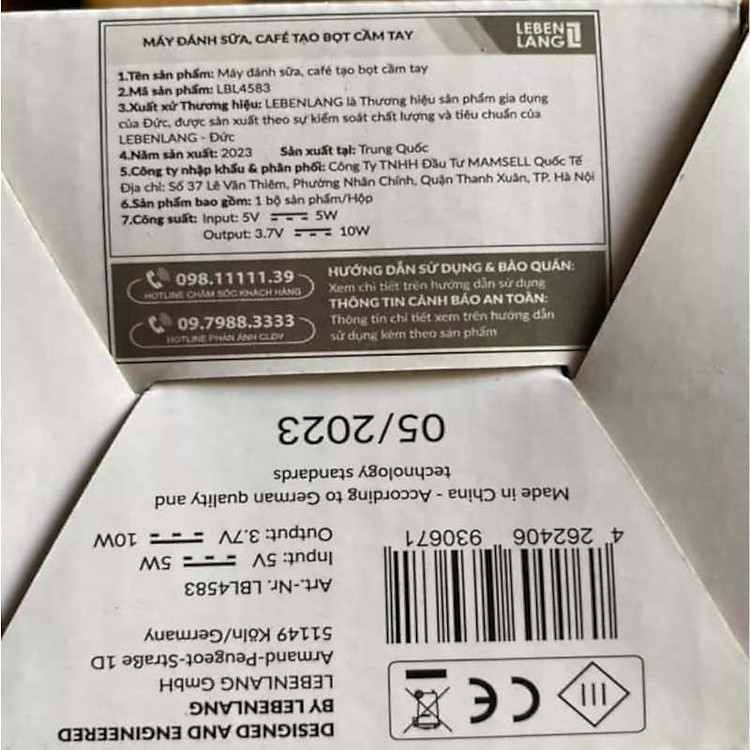 MÁY ĐÁNH SỮA, CAFÉ TẠO BỌT CẦM TAY
LEBEN
LANG
1.Tên sản phẩm: Máy đánh sữa, café tạo bọt cầm tay
2.Mã sản phẩm: LBL4583
3.Xuất xứ Thương hiệu: LEBENLANG là Thương hiệu sản phẩm gia dụng
của Đức, được sản xuất theo sự kiểm soát chất lượng và tiêu chuẩn của
LEBENLANG - Đức
4.Năm sản xuất: 2023 Sản xuất tại: Trung Quốc
5.Công ty nhập khẩu & phân phối: Công Ty TNHH Đầu Tư MAMSELL Quốc Tế
Địa chỉ: Số 37 Lê Văn Thiêm, Phường Nhân Chính, Quận Thanh Xuân, TP. Hà Nội
6.Sản phẩm bao gồm: 1 bộ sản phẩm/Hộp
7.Công suất: Input: 5V 5W
Output: 3.7V 10W
098.11111.39
HOTLINE CHĂM SÓC KHÁCH HÀNG
09.7988.3333
HOTLINE PHẢN ÁNH CLDV
HƯỚNG DẪN SỬ DỤNG & BẢO QUẢN:
Xem chi tiết trên hướng dẫn sử dụng
THÔNG TIN CẢNH BÁO AN TOÀN:
Thông tin chi tiết xem trên hướng dẫn
sử dụng kèm theo sản phẩm
DESIGNED AND ENGINEERED
BY LEBENLANG
LEBENLANG GmbH
Armand-Peugeot-Straße 1D
51149 Köln/Germany
Art.-Nr. LBL4583
Input: 5V 5W
Output: 3.7V 10W
CE
4 262406 930671
Made in China - According to German quality and
technology standards
05/2023